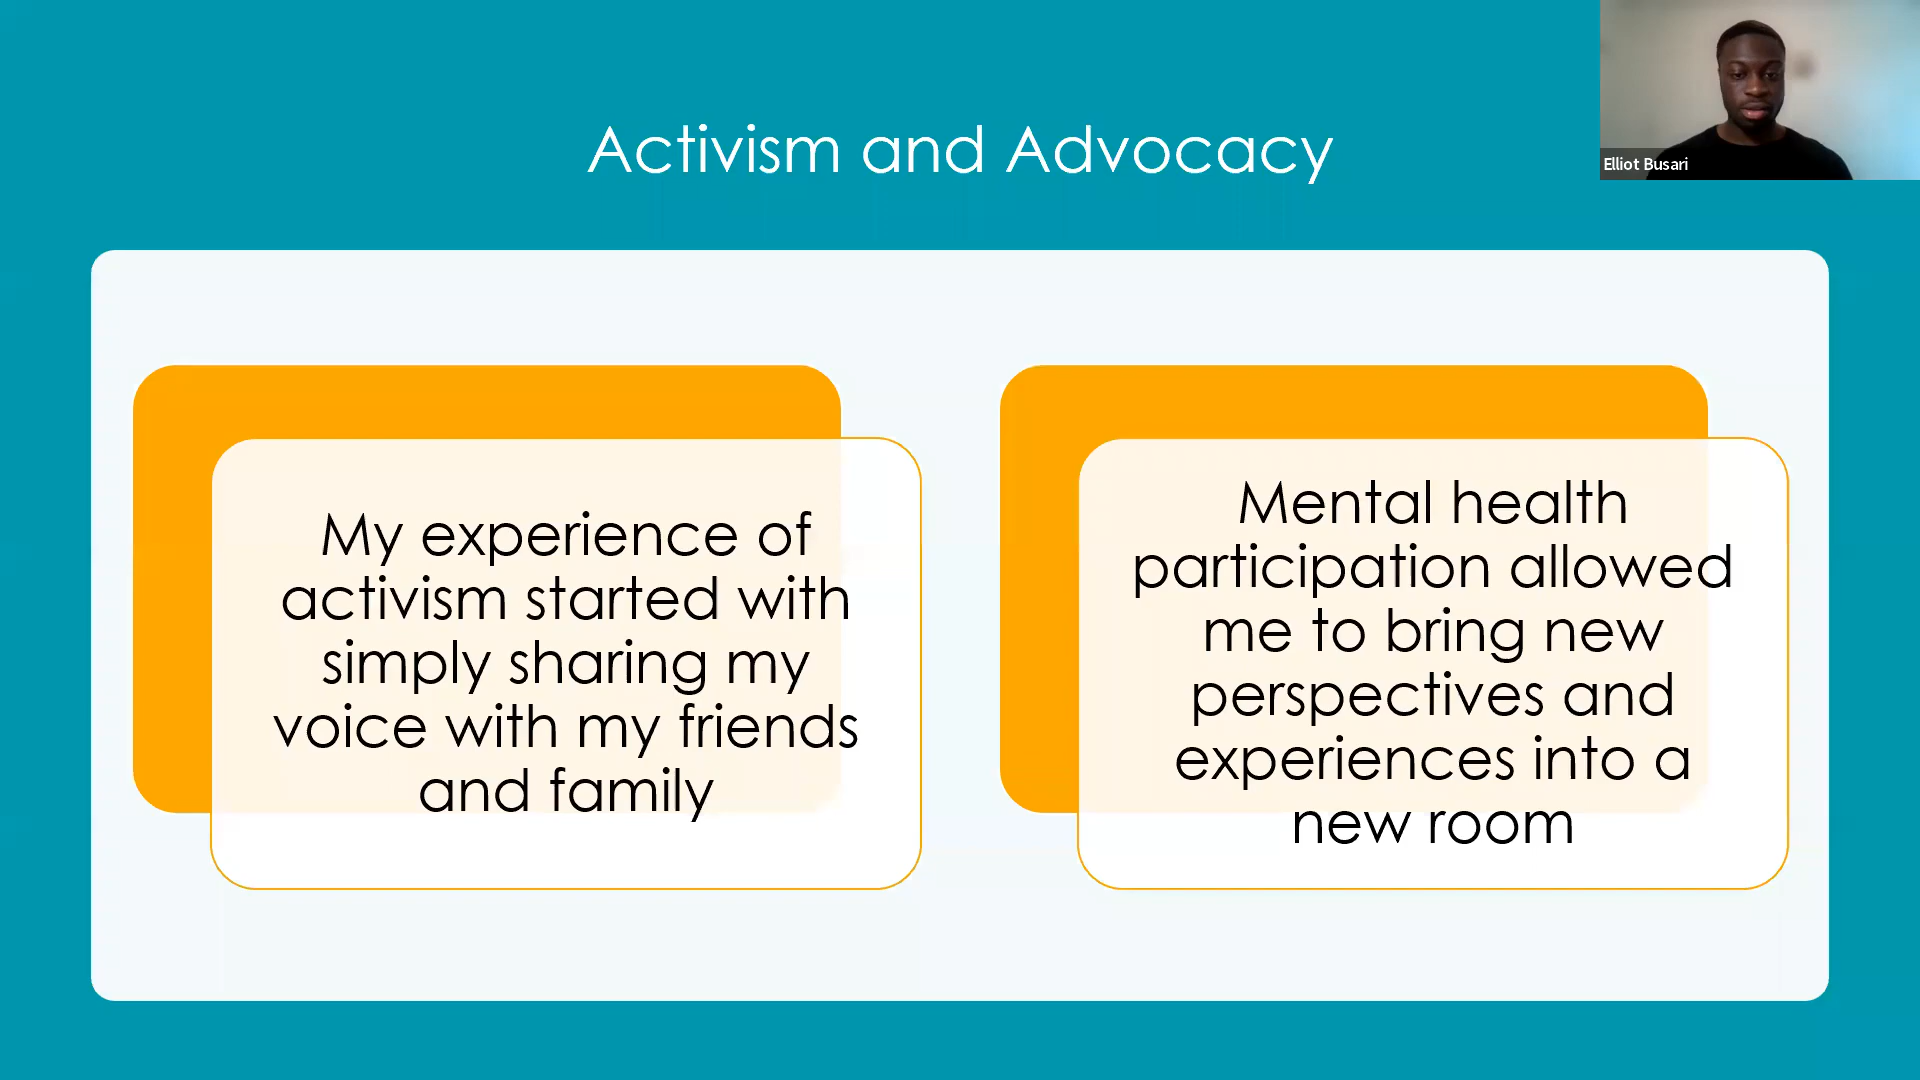 Activism and Advocacy
Elliot Busari
My experience of
activism started with
simply sharing my
voice with my friends
and family
Mental health
participation allowed
me to bring new
perspectives and
experiences into a
new room